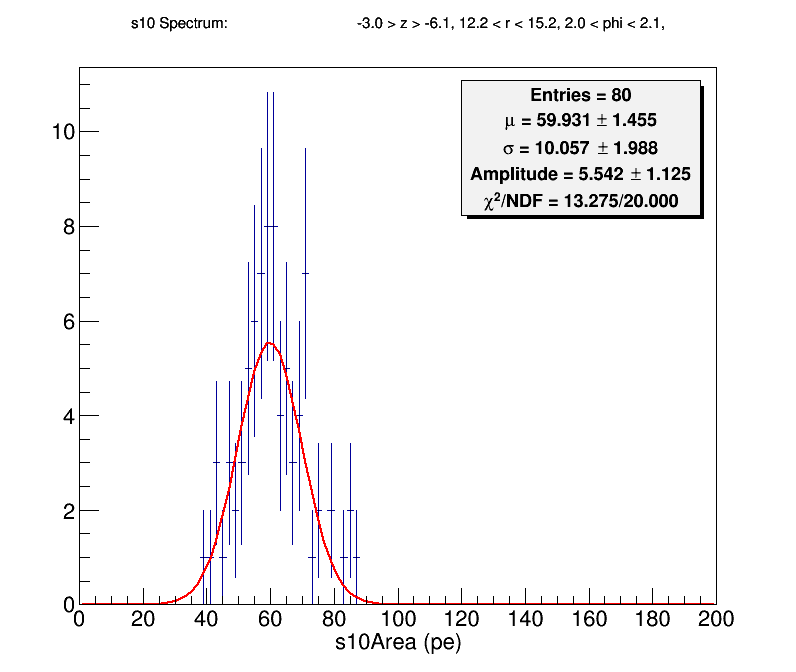 s10 Spectrum: -3.0 > z > -6.1, 12.2 < r < 15.2, 2.0 < phi < 2.1,
Entries = 80
μ = 59.931 ± 1.455
σ = 10.057 ± 1.988
Amplitude = 5.542 ± 1.125
χ²/NDF = 13.275/20.000
10
8
6
4
2
0
0 20 40 60 80 100 120 140 160 180 200
s10Area (pe)